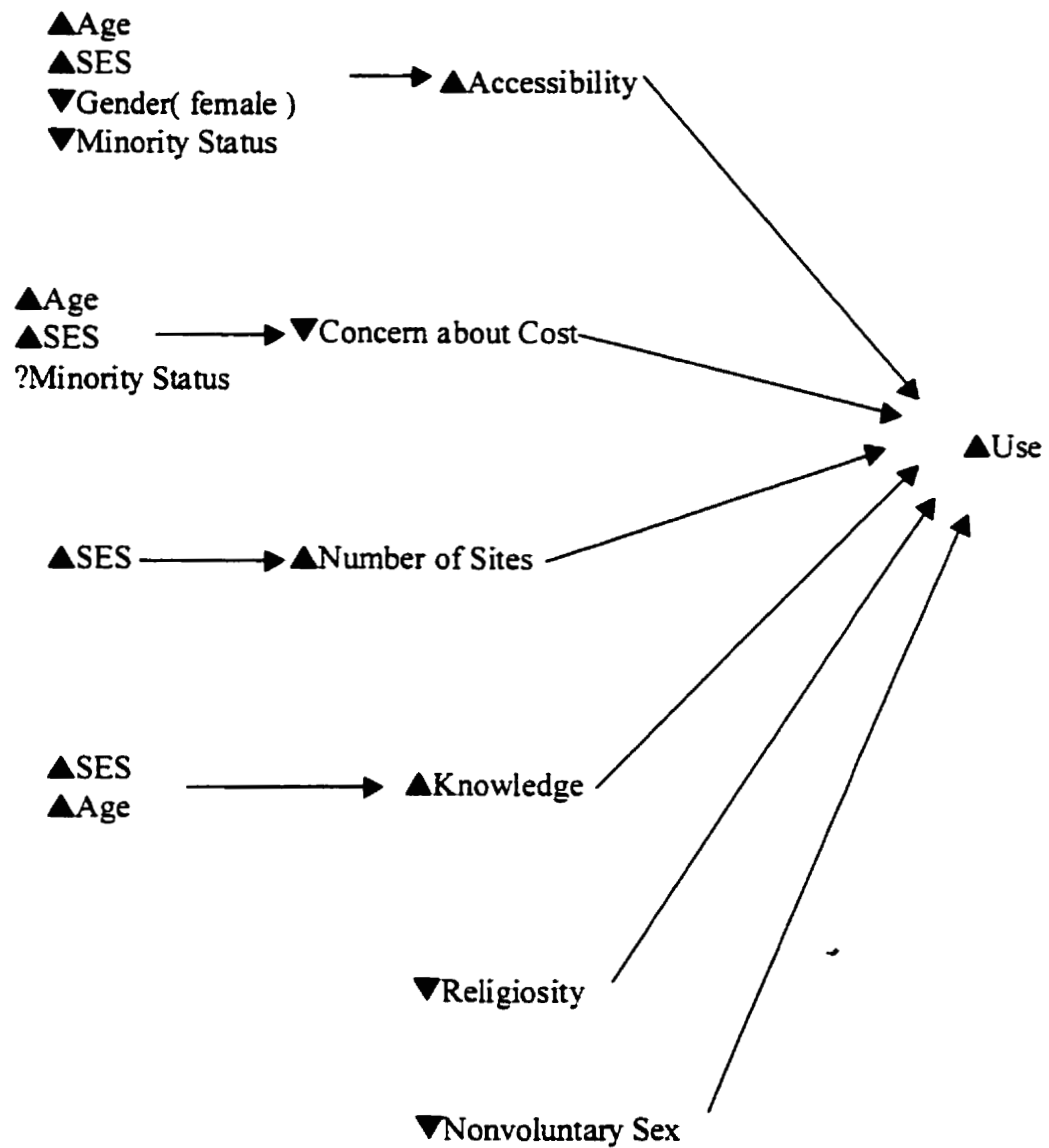 ▲Age
▲SES
▼Gender( female )
▼Minority Status
▲Accessibility
▲Age
▲SES
?Minority Status
▼Concern about Cost
▲Use
▲SES
▲Number of Sites
▲SES
▲Age
▲Knowledge
▼Religiosity
▼Nonvoluntary Sex